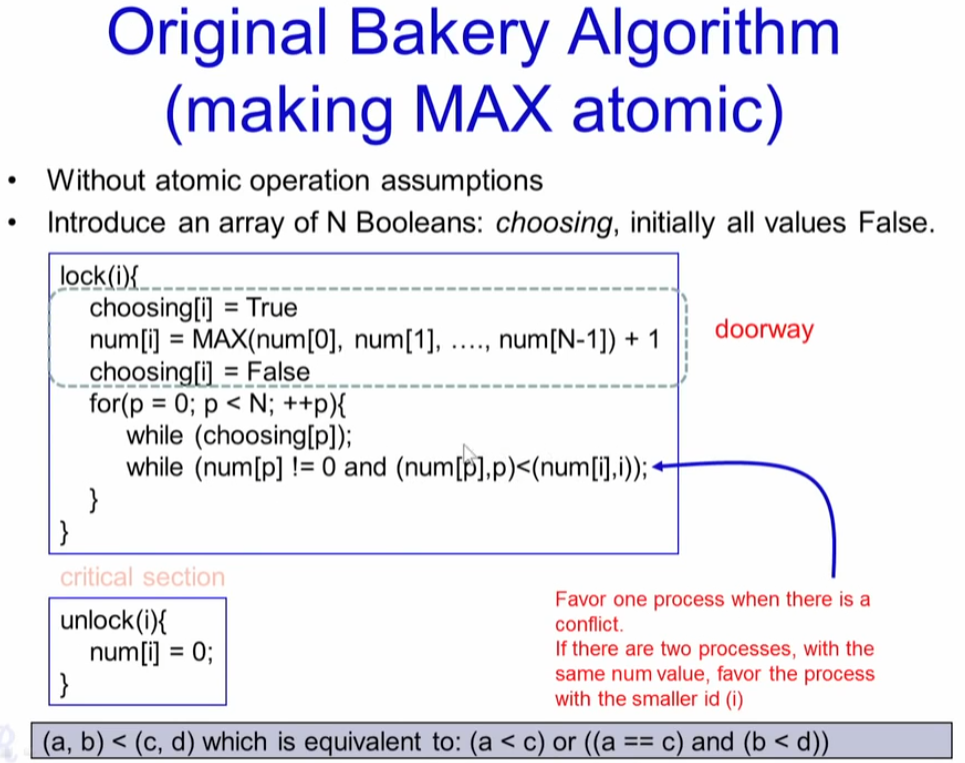 Original Bakery Algorithm
(making MAX atomic)
• Without atomic operation assumptions
• Introduce an array of N Booleans: choosing, initially all values False.
lock(i){
choosing[i] = True
num[i] = MAX(num[0], num[1], …., num[N-1]) + 1
choosing[i] = False
for(p = 0; p < N; ++p){
while (choosing[p]);
while (num[p] != 0 and (num[p],p)<(num[i],i));
}
}
doorway
critical section
unlock(i){
num[i] = 0;
}
Favor one process when there is a
conflict.
If there are two processes, with the
same num value, favor the process
with the smaller id (i)
(a, b) < (c, d) which is equivalent to: (a < c) or ((a == c) and (b < d))